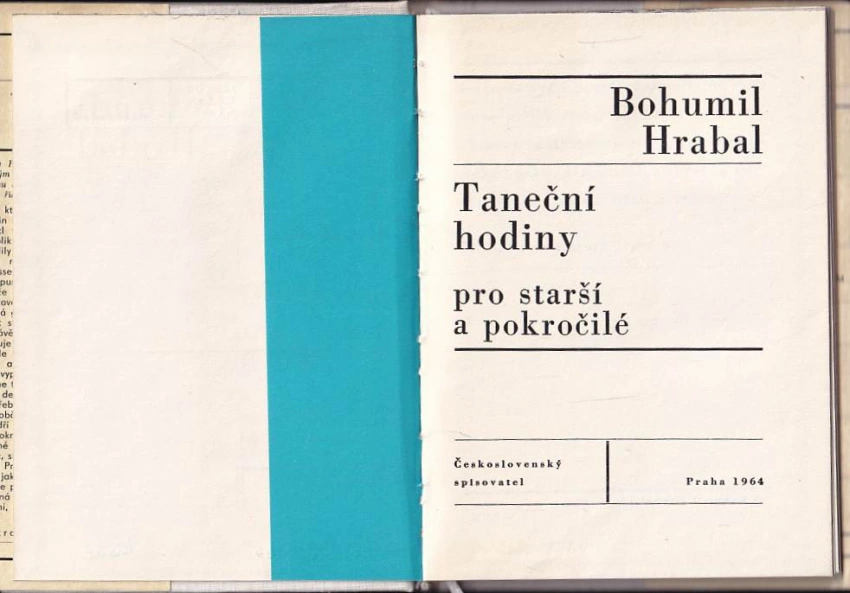 Bohumil
Hrabal
Taneční
hodiny
pro starší
a pokročilé
Československý
spisovatel
Praha 1964